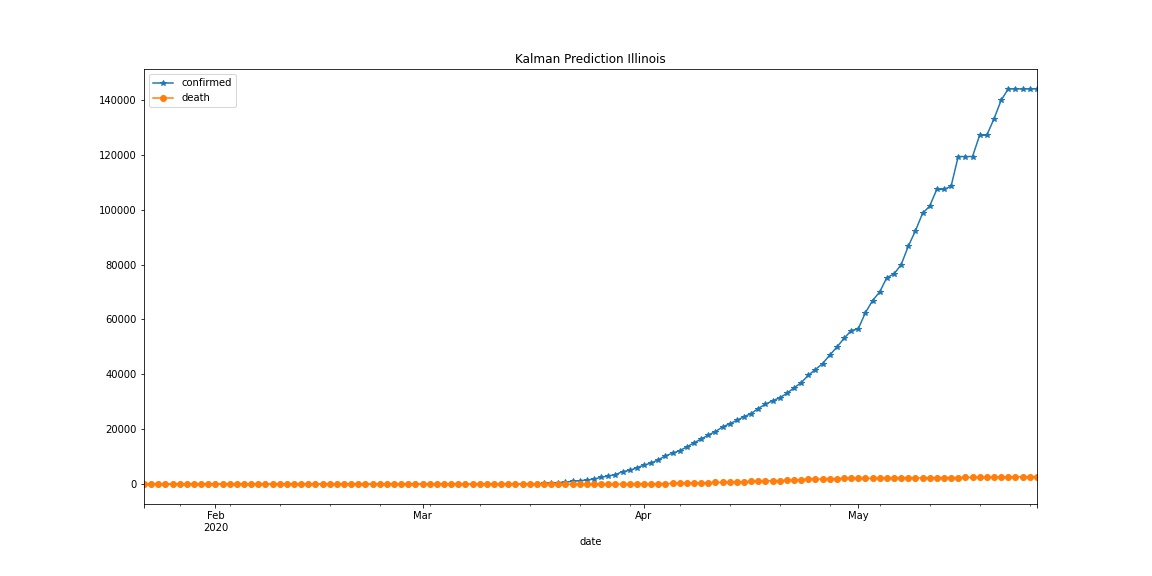 Kalman Prediction Illinois
confirmed
death
140000
120000
100000
80000
60000
40000
20000
0
Feb Mar Apr May
2020
date